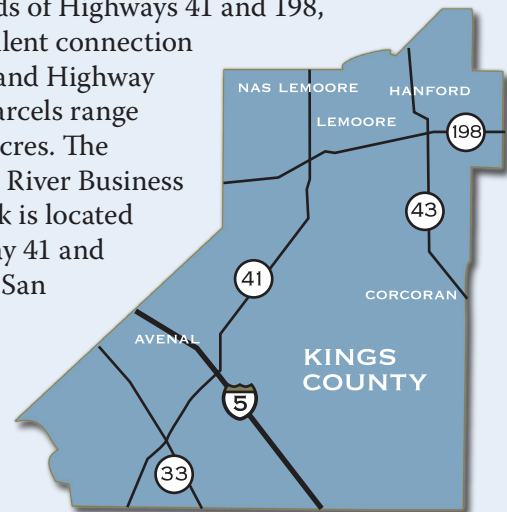 ds of Highways 41 and 198,
lent connection
and Highway
arcels range
cres. The
River Business
k is located
y 41 and
San
NAS LEMOORE
HANFORD
LEMOORE
198
43
41
CORCORAN
AVENAL
KINGS
COUNTY
5
33